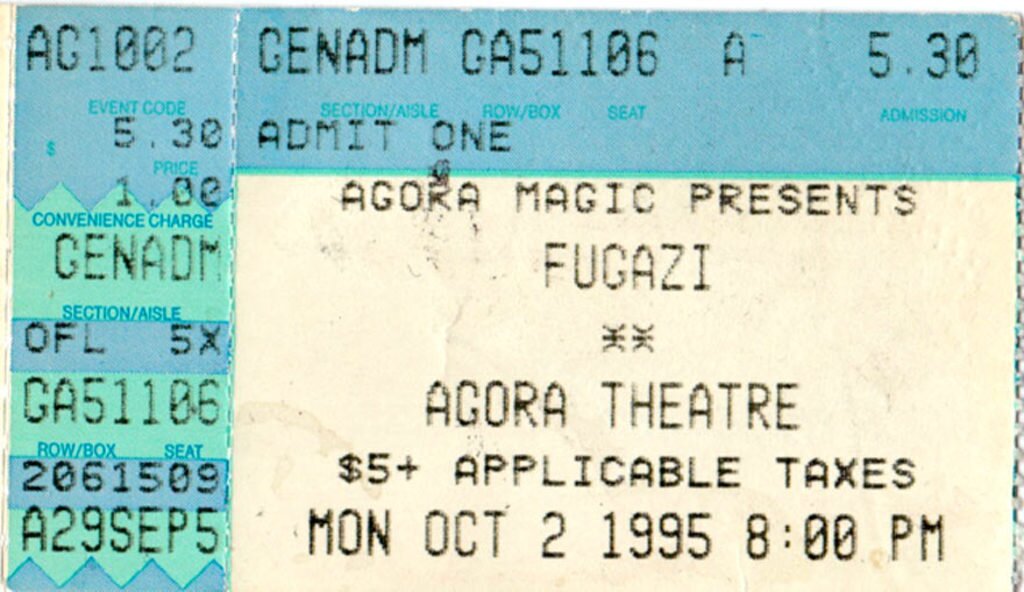 AG1002
EVENT CODE
$ 5.30
PRICE
1.00
CONVENIENCE CHARGE
GENADM
SECTION/AISLE
OFL 5X
GA51106
ROW/BOX SEAT
2061509
A29SEP5
GENADM GA51106 A 5.30
SECTION/AISLE ROW/BOX SEAT ADMISSION
ADMIT ONE
AGORA MAGIC PRESENTS
FUGAZI
**
AGORA THEATRE
$5+ APPLICABLE TAXES
MON OCT 2 1995 8:00 PM